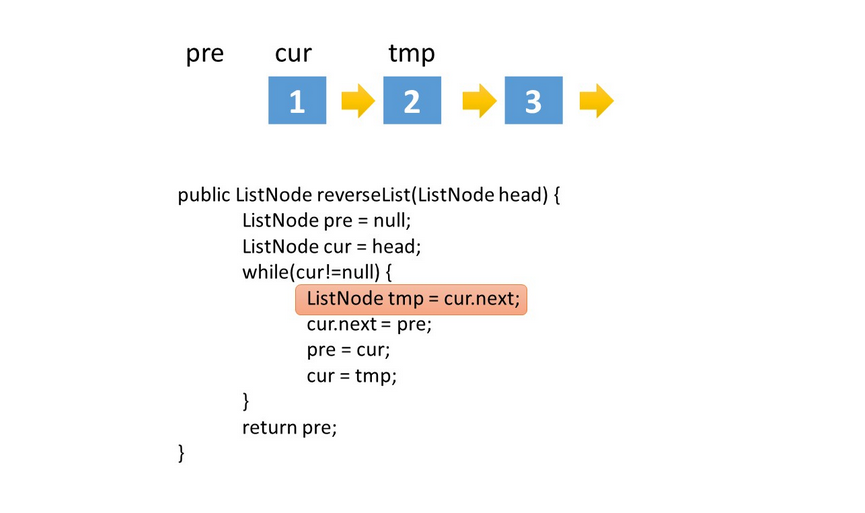 pre cur tmp
1 2 3
public ListNode reverseList(ListNode head) {
ListNode pre = null;
ListNode cur = head;
while(cur!=null) {
ListNode tmp = cur.next;
cur.next = pre;
pre = cur;
cur = tmp;
}
return pre;
}